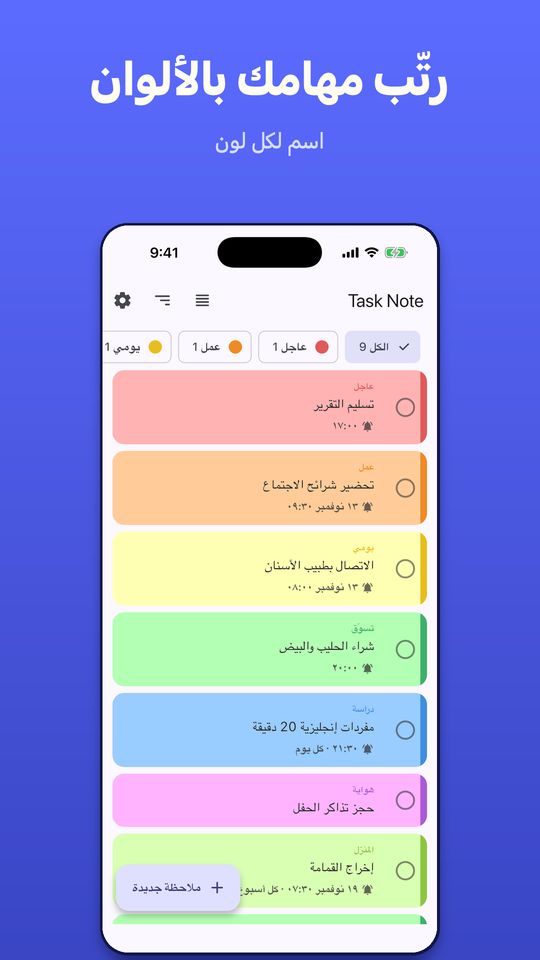 رتّب مهامك بالألوان
اسم لكل لون
9:41
Task Note
الكل 9
عاجل 1
عمل 1
يومي 1
عاجل
تسليم التقرير
١٧:٠٠
عمل
تحضير شرائح الاجتماع
١٣ نوفمبر ٠٩:٣٠
يومي
الاتصال بطبيب الأسنان
١٣ نوفمبر ٠٨:٠٠
تسوّق
شراء الحليب والبيض
٢٠:٠٠
دراسة
مفردات إنجليزية 20 دقيقة
٢١:٣٠ · كل يوم
هواية
حجز تذاكر الحفل
المنزل
إخراج القمامة
١٩ نوفمبر ٠٧:٣٠ · كل أسبوع
ملاحظة جديدة